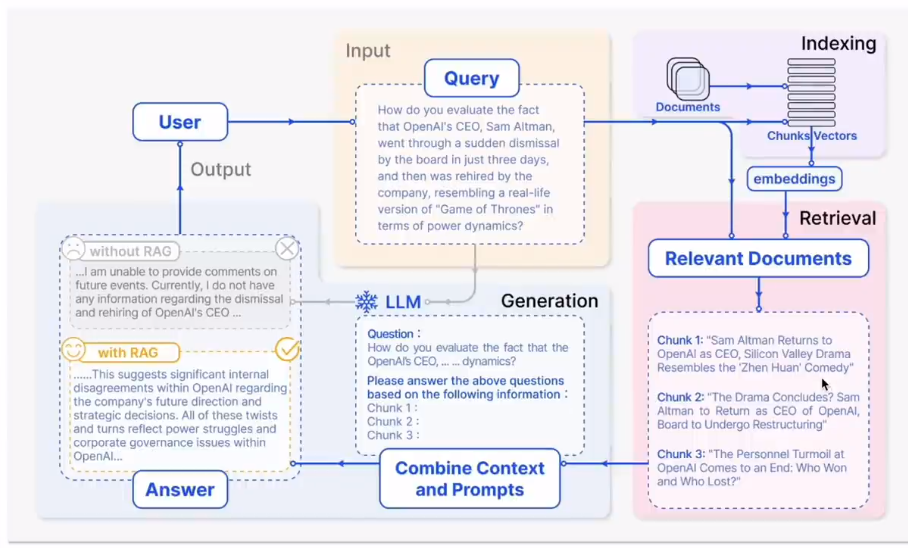 Input
Query
How do you evaluate the fact
that OpenAI's CEO, Sam Altman,
went through a sudden dismissal
by the board in just three days,
and then was rehired by the
company, resembling a real-life
version of "Game of Thrones" in
terms of power dynamics?
Indexing
Documents
Chunks Vectors
embeddings
User
Output
Retrieval
Relevant Documents
Chunk 1: "Sam Altman Returns to
OpenAI as CEO, Silicon Valley Drama
Resembles the 'Zhen Huan' Comedy"
Chunk 2: "The Drama Concludes? Sam
Altman to Return as CEO of OpenAI,
Board to Undergo Restructuring"
Chunk 3: "The Personnel Turmoil at
OpenAI Comes to an End: Who Won
and Who Lost?"
without RAG
...I am unable to provide comments on
future events. Currently, I do not have
any information regarding the dismissal
and rehiring of OpenAI's CEO ...
with RAG
......This suggests significant internal
disagreements within OpenAI regarding
the company's future direction and
strategic decisions. All of these twists
and turns reflect power struggles and
corporate governance issues within
OpenAI...
Answer
LLM
Generation
Question :
How do you evaluate the fact that the
OpenAI's CEO, ... ... dynamics?
Please answer the above questions
based on the following information :
Chunk 1 :
Chunk 2 :
Chunk 3 :
Combine Context
and Prompts